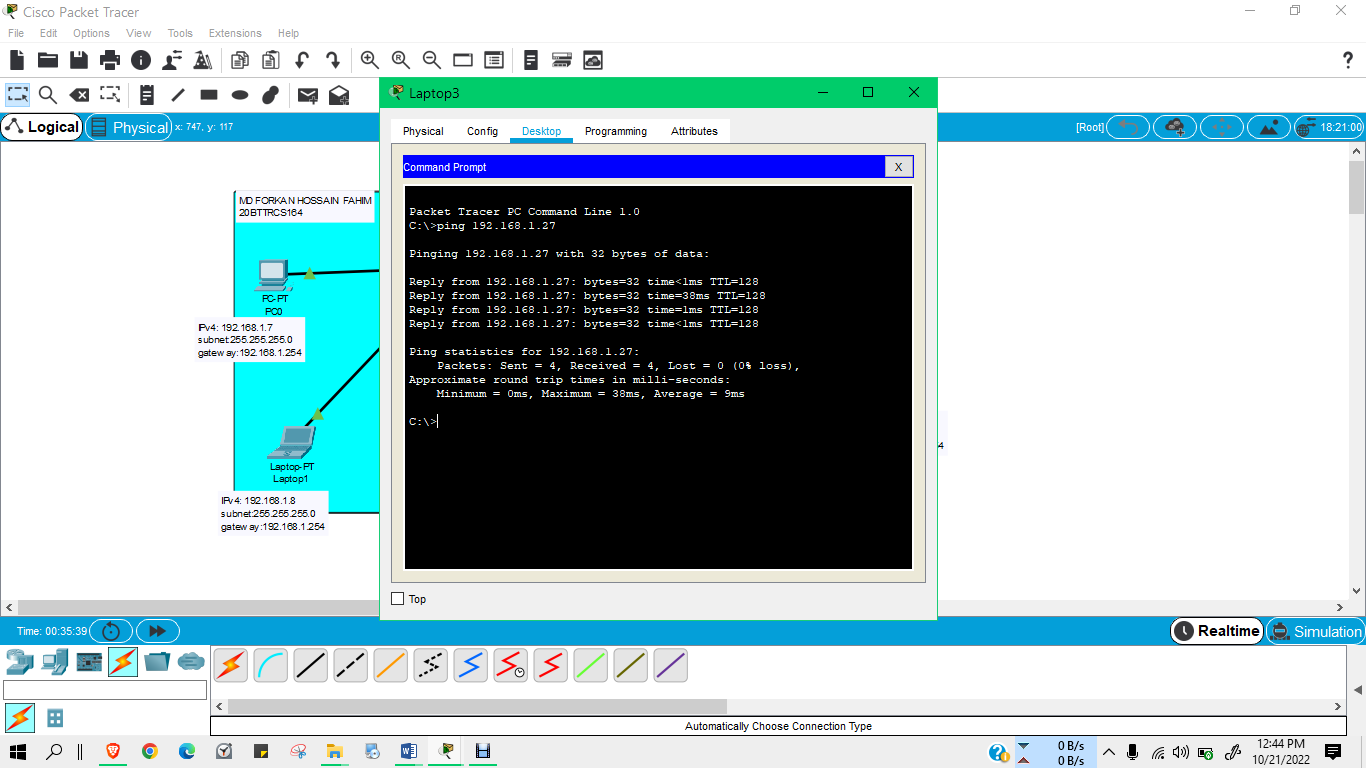 Cisco Packet Tracer
File Edit Options View Tools Extensions Help
?
Logical
Physical
x: 747, y: 117
[Root]
18:21:00
MD FORKAN HOSSAIN FAHIM
20BTTRCS164
PC-PT
PC0
IPv4: 192.168.1.7
subnet:255.255.255.0
gateway:192.168.1.254
Laptop-PT
Laptop1
IPv4: 192.168.1.8
subnet:255.255.255.0
gateway:192.168.1.254
Laptop3
Physical Config Desktop Programming Attributes
Command Prompt
X
Packet Tracer PC Command Line 1.0
C:\>ping 192.168.1.27
Pinging 192.168.1.27 with 32 bytes of data:
Reply from 192.168.1.27: bytes=32 time<1ms TTL=128
Reply from 192.168.1.27: bytes=32 time=38ms TTL=128
Reply from 192.168.1.27: bytes=32 time=1ms TTL=128
Reply from 192.168.1.27: bytes=32 time<1ms TTL=128
Ping statistics for 192.168.1.27:
Packets: Sent = 4, Received = 4, Lost = 0 (0% loss),
Approximate round trip times in milli-seconds:
Minimum = 0ms, Maximum = 38ms, Average = 9ms
C:\>
4
Top
Time: 00:35:39
Realtime
Simulation
Automatically Choose Connection Type
0 B/s
0 B/s
12:44 PM
10/21/2022